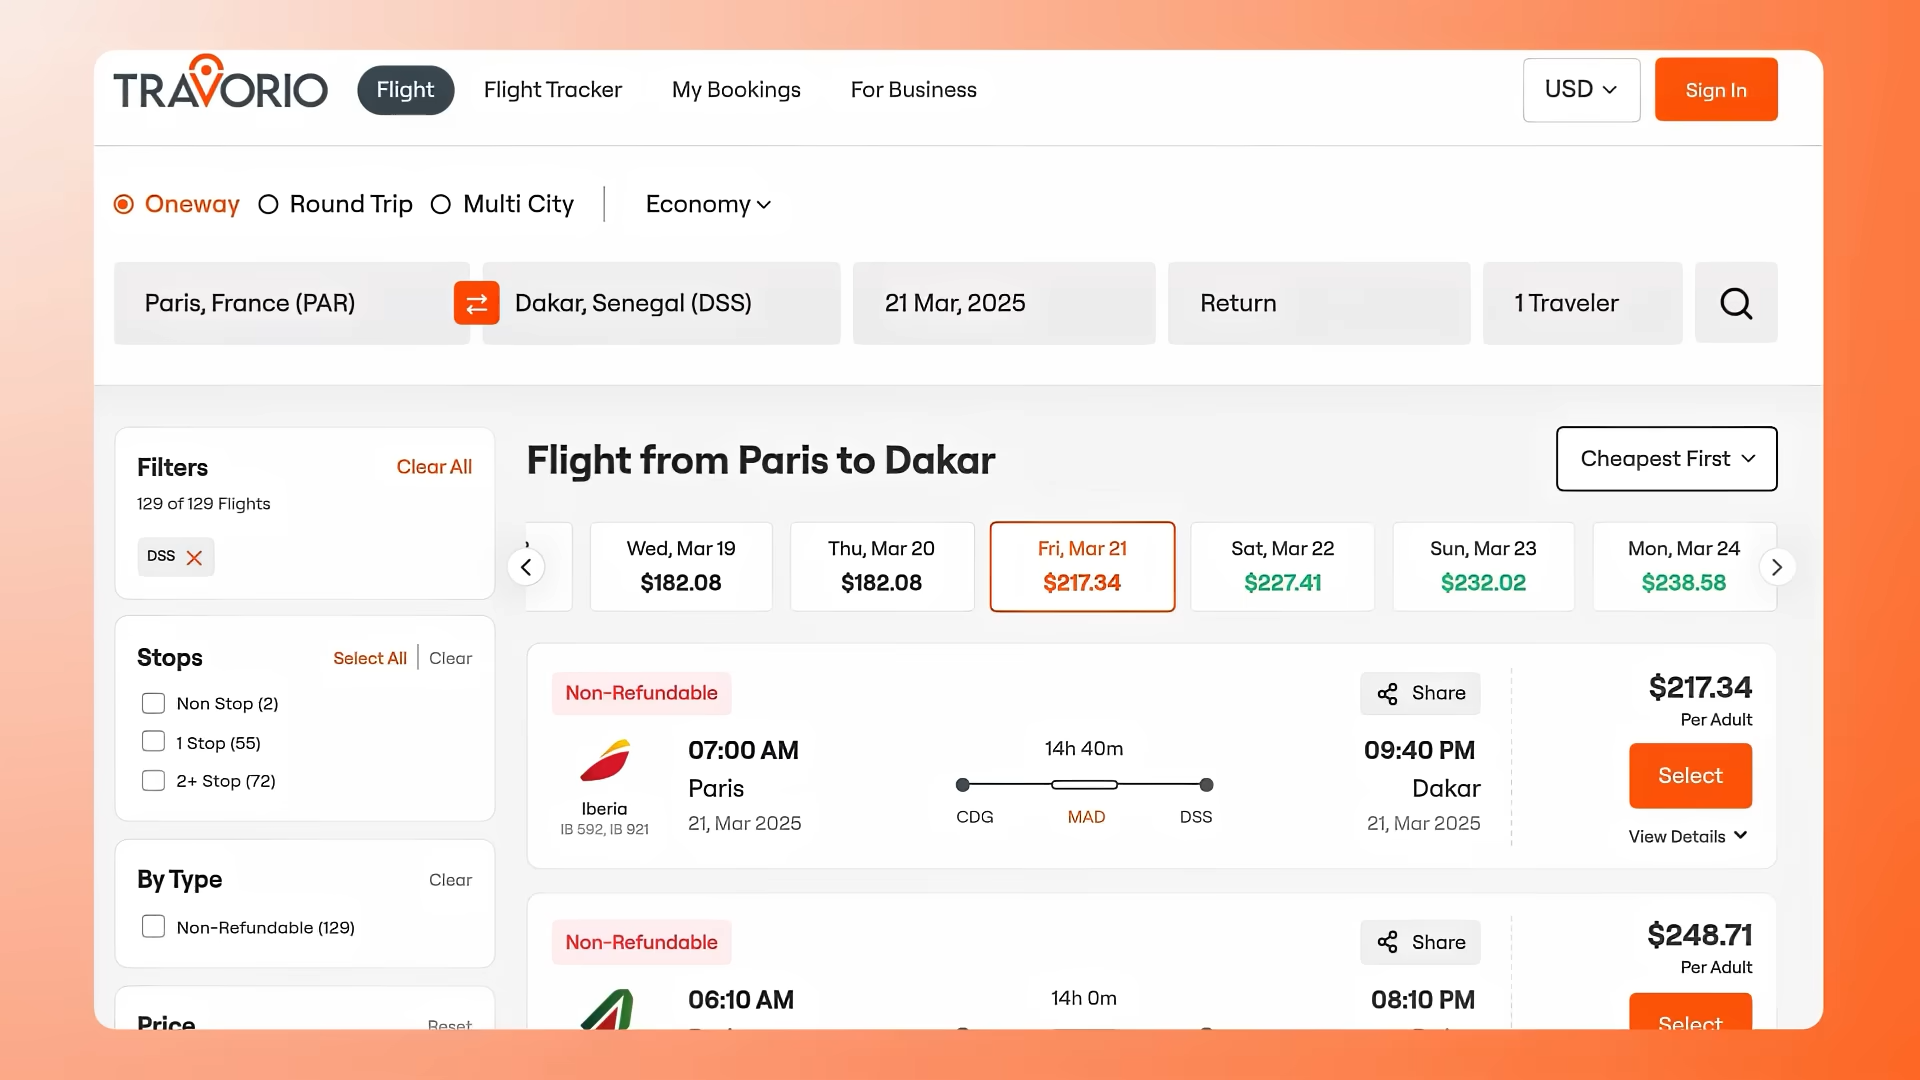 TRAVORIO
Flight
Flight Tracker
My Bookings
For Business
USD
Sign In
Oneway
Round Trip
Multi City
Economy
Paris, France (PAR)
Dakar, Senegal (DSS)
21 Mar, 2025
Return
1 Traveler
Filters
Clear All
129 of 129 Flights
DSS
Stops
Select All
Clear
Non Stop (2)
1 Stop (55)
2+ Stop (72)
By Type
Clear
Non-Refundable (129)
Price
Reset
Flight from Paris to Dakar
Cheapest First
Wed, Mar 19
$182.08
Thu, Mar 20
$182.08
Fri, Mar 21
$217.34
Sat, Mar 22
$227.41
Sun, Mar 23
$232.02
Mon, Mar 24
$238.58
Non-Refundable
Share
Iberia
IB 592, IB 921
07:00 AM
Paris
21, Mar 2025
14h 40m
CDG
MAD
DSS
09:40 PM
Dakar
21, Mar 2025
$217.34
Per Adult
Select
View Details
Non-Refundable
Share
06:10 AM
14h 0m
08:10 PM
$248.71
Per Adult
Select